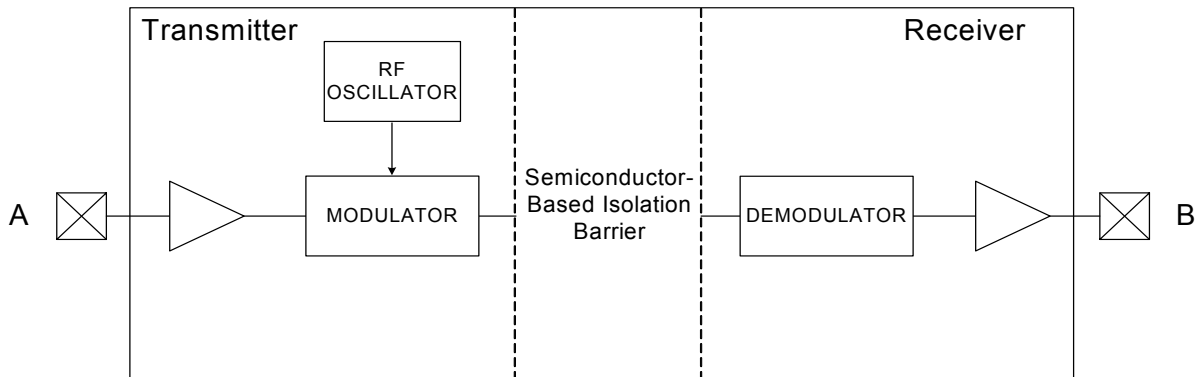 Transmitter
Receiver
RF
OSCILLATOR
A
MODULATOR
Semiconductor-
Based Isolation
Barrier
DEMODULATOR
B